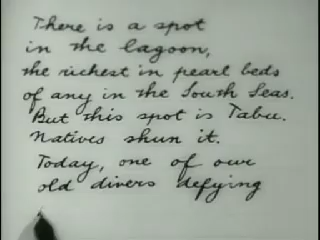 There is a spot
in the lagoon,
the richest in pearl beds
of any in the South Seas.
But this spot is Tabu.
Natives shun it.
Today, one of our
old divers defying